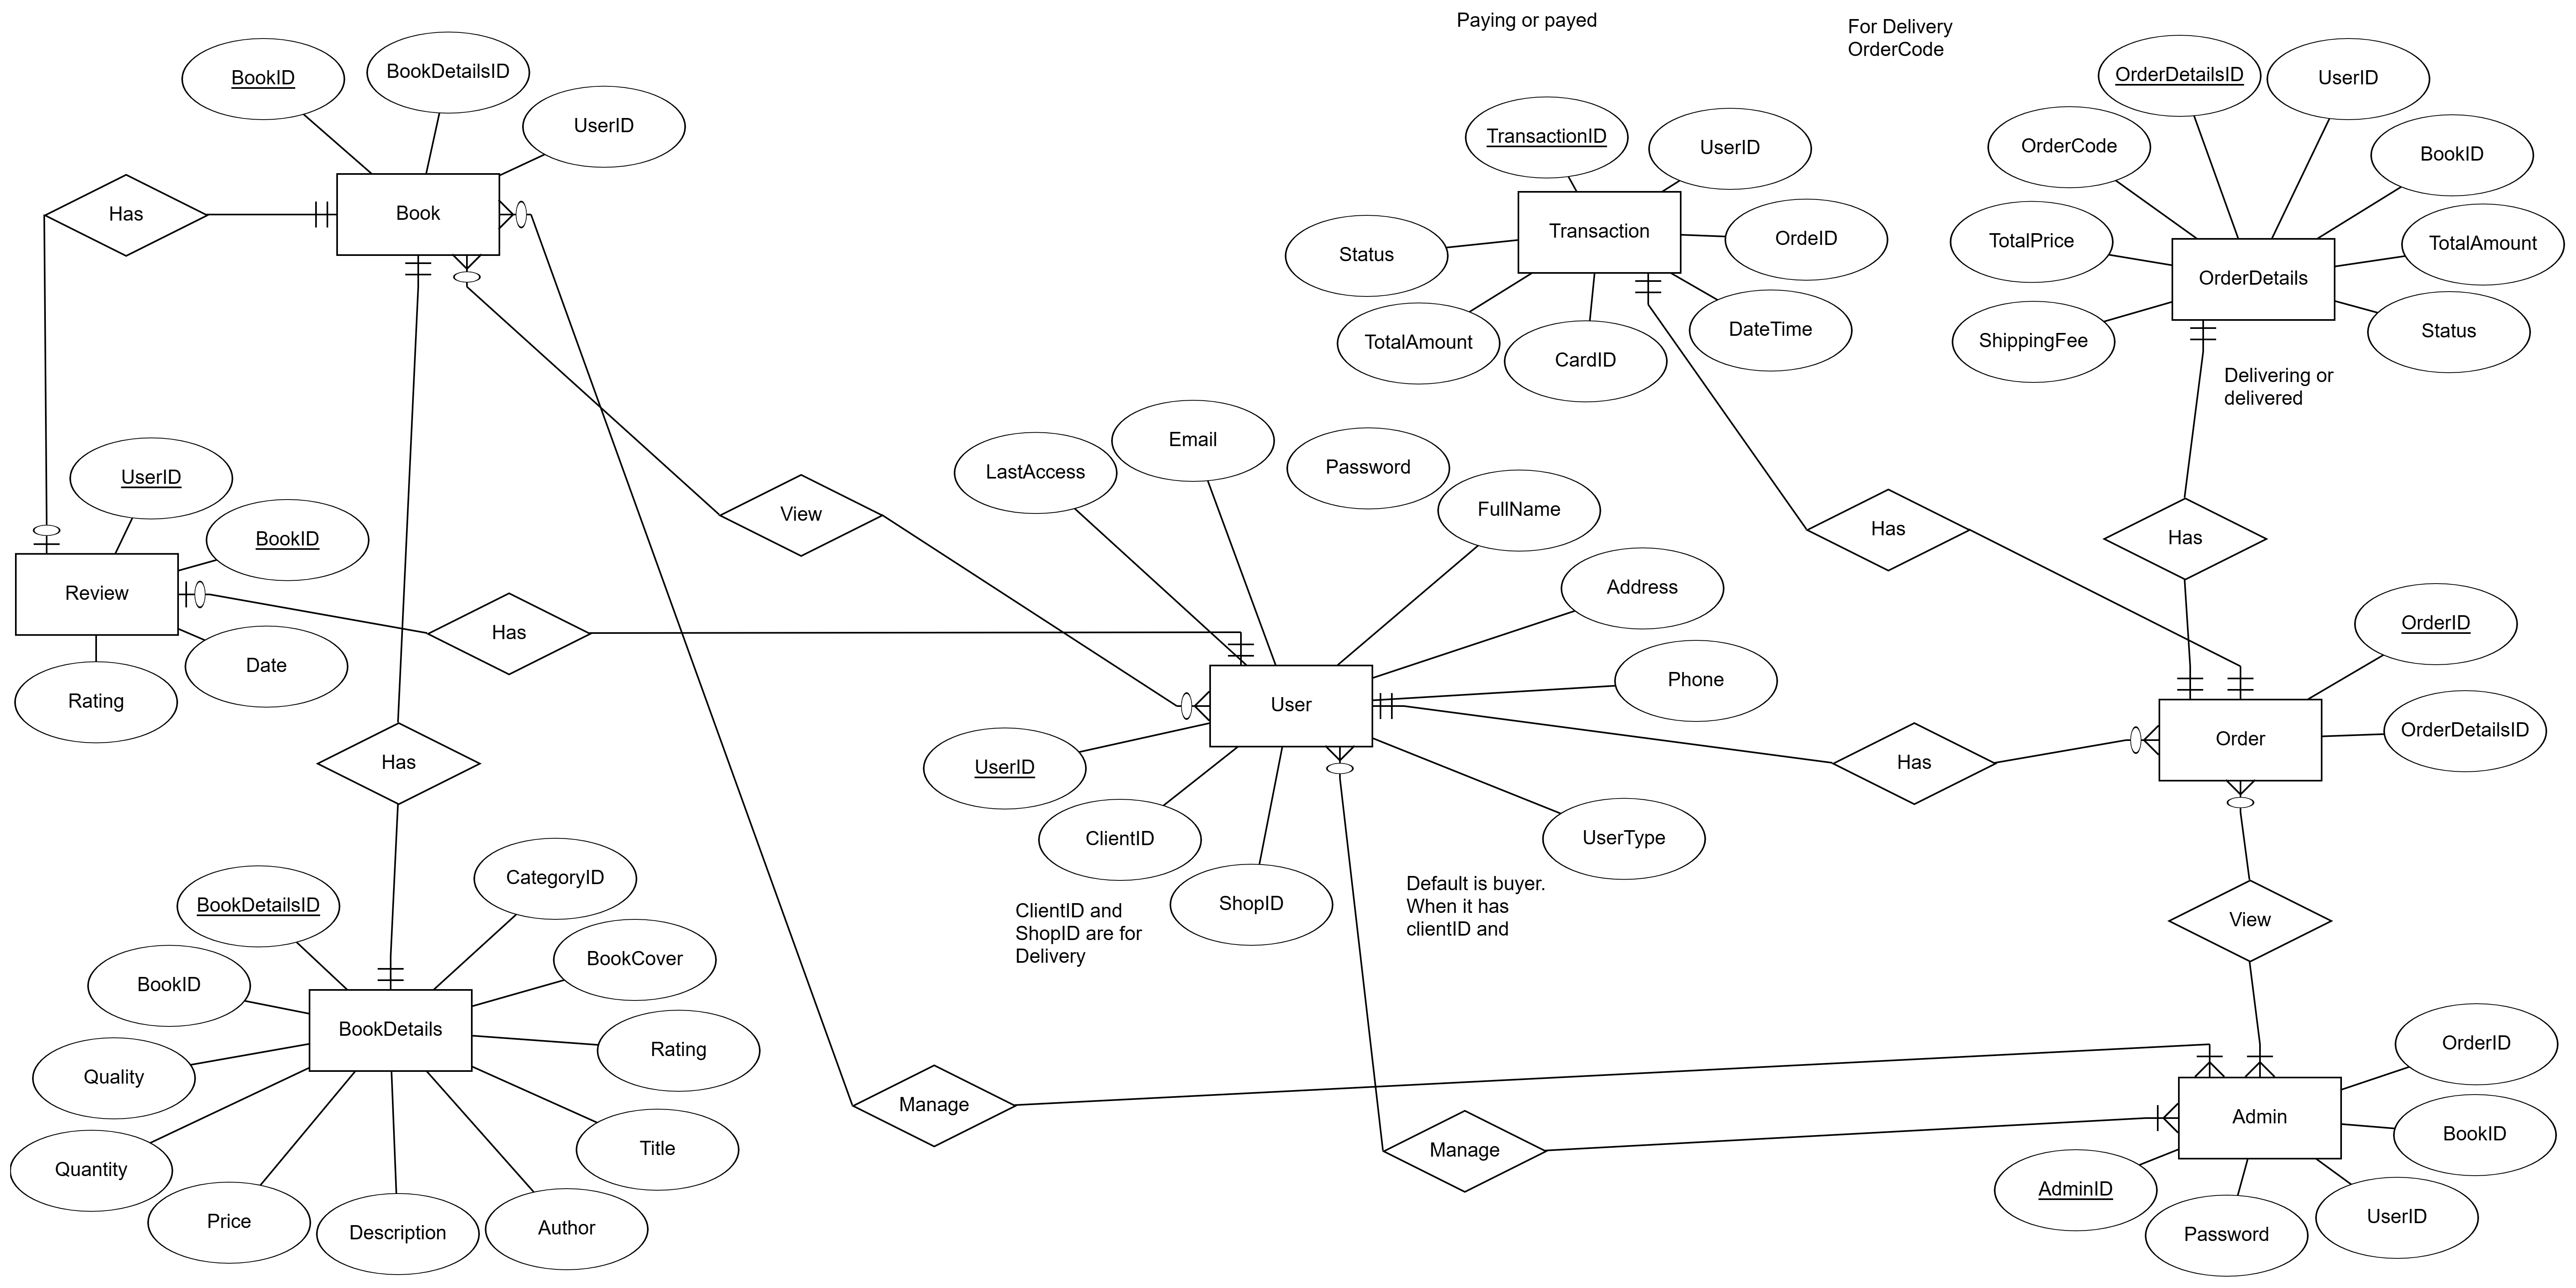 Paying or payed
For Delivery
OrderCode
BookID
BookDetailsID
UserID
Book
Has
TransactionID
UserID
Transaction
OrdeID
Status
DateTime
TotalAmount
CardID
OrderDetailsID
UserID
OrderCode
BookID
TotalPrice
TotalAmount
OrderDetails
ShippingFee
Status
Delivering or
delivered
UserID
BookID
Review
Date
Rating
Has
View
LastAccess
Email
Password
FullName
Address
Phone
User
UserID
ClientID
ShopID
UserType
ClientID and
ShopID are for
Delivery
Default is buyer.
When it has
clientID and
Has
Has
Has
OrderID
Order
OrderDetailsID
View
Has
BookDetailsID
CategoryID
BookID
BookCover
BookDetails
Quality
Rating
Quantity
Title
Price
Description
Author
Manage
Manage
OrderID
Admin
BookID
AdminID
Password
UserID